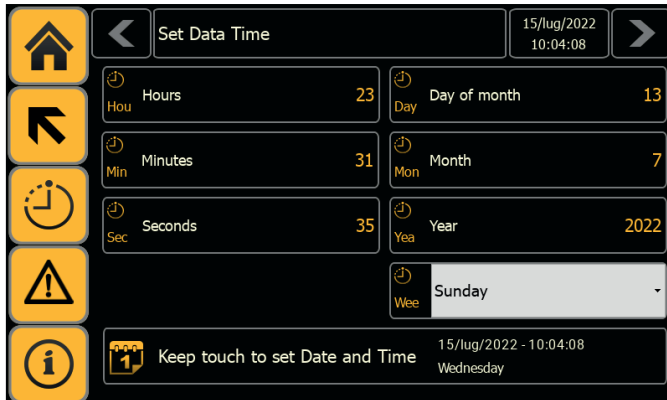 Set Data Time
15/lug/2022
10:04:08
Hou Hours 23
Day Day of month 13
Min Minutes 31
Mon Month 7
Sec Seconds 35
Yea Year 2022
Wee Sunday
1 Keep touch to set Date and Time
15/lug/2022 - 10:04:08
Wednesday